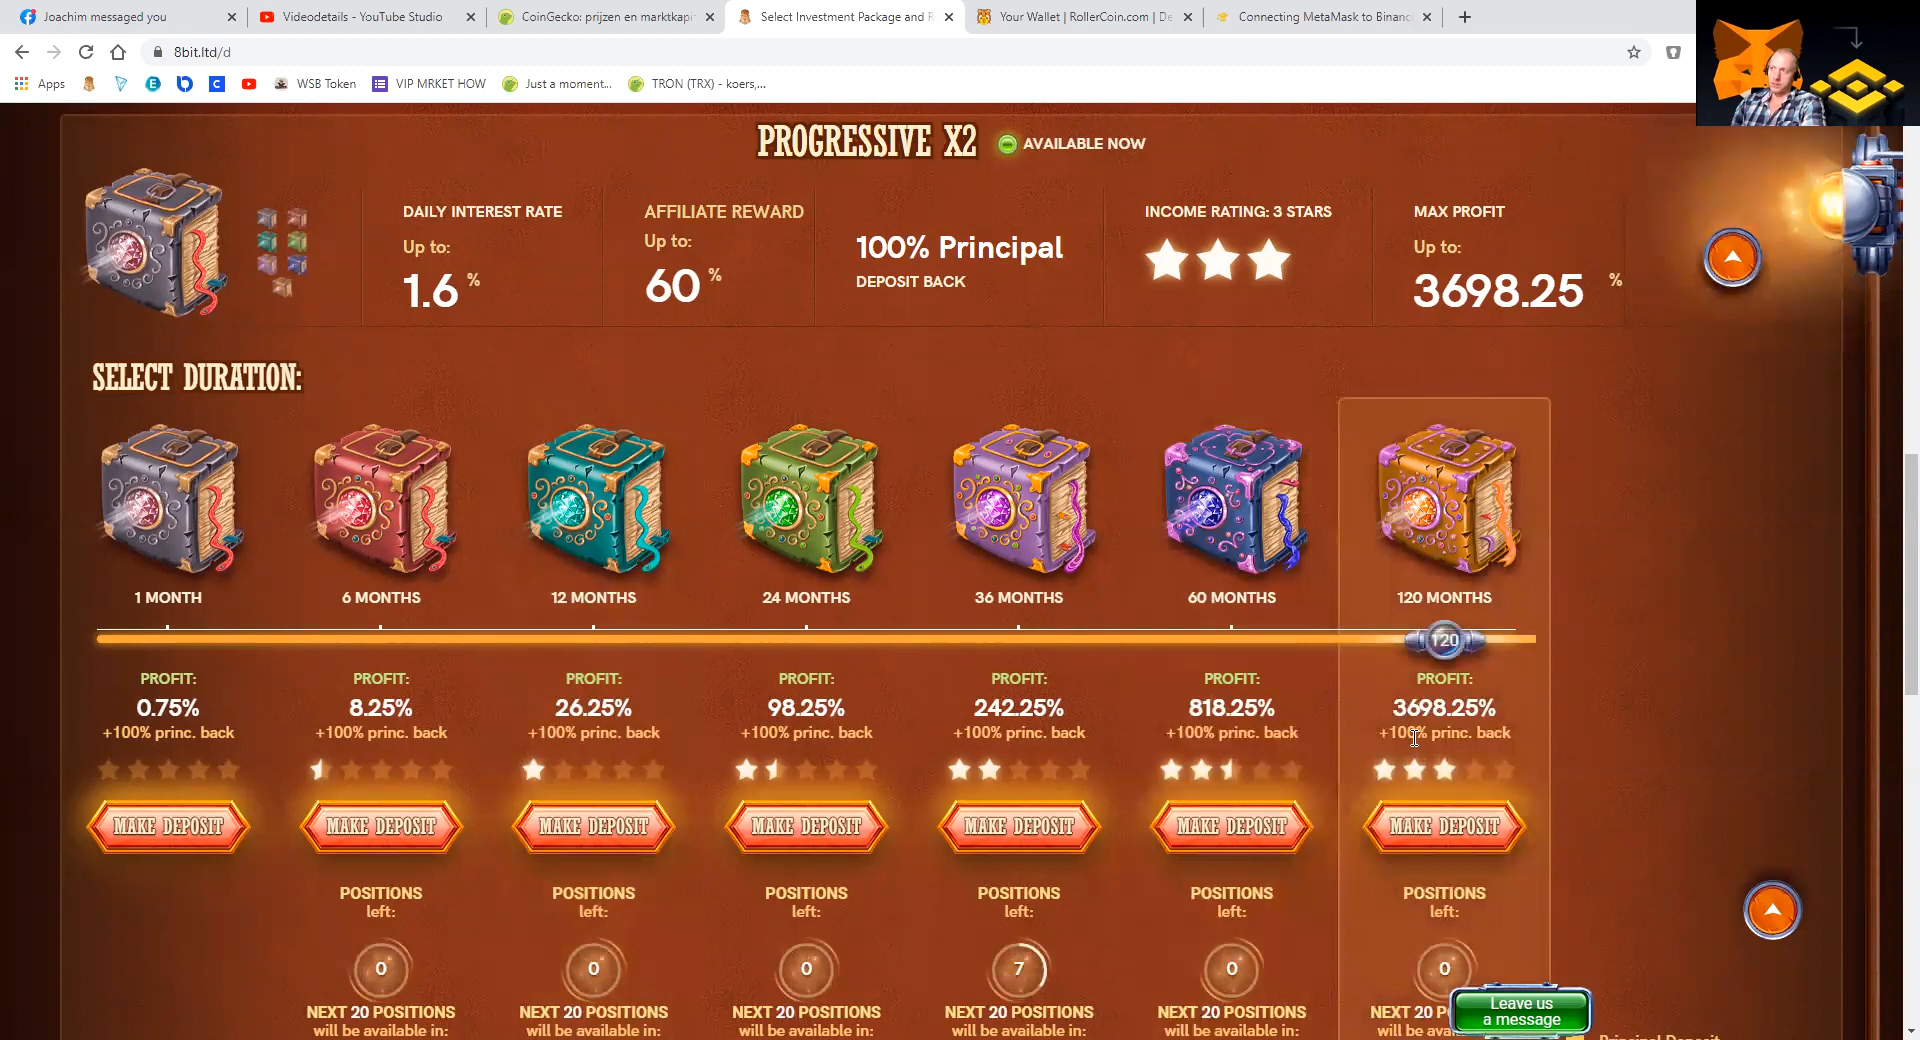 Joachim messaged you
Videodetails - YouTube Studio
CoinGecko: prijzen en marktkapi
Select Investment Package and R
Your Wallet | RollerCoin.com | De
Connecting MetaMask to Binanc
8bit.ltd/d
Apps
WSB Token
VIP MRKET HOW
Just a moment...
TRON (TRX) - koers,...
PROGRESSIVE X2
AVAILABLE NOW
DAILY INTEREST RATE
Up to:
1.6 %
AFFILIATE REWARD
Up to:
60 %
100% Principal
DEPOSIT BACK
INCOME RATING: 3 STARS
MAX PROFIT
Up to:
3698.25 %
SELECT DURATION:
1 MONTH
6 MONTHS
12 MONTHS
24 MONTHS
36 MONTHS
60 MONTHS
120 MONTHS
120
PROFIT:
0.75%
+100% princ. back
MAKE DEPOSIT
PROFIT:
8.25%
+100% princ. back
MAKE DEPOSIT
POSITIONS
left:
0
NEXT 20 POSITIONS
will be available in:
PROFIT:
26.25%
+100% princ. back
MAKE DEPOSIT
POSITIONS
left:
0
NEXT 20 POSITIONS
will be available in:
PROFIT:
98.25%
+100% princ. back
MAKE DEPOSIT
POSITIONS
left:
0
NEXT 20 POSITIONS
will be available in:
PROFIT:
242.25%
+100% princ. back
MAKE DEPOSIT
POSITIONS
left:
7
NEXT 20 POSITIONS
will be available in:
PROFIT:
818.25%
+100% princ. back
MAKE DEPOSIT
POSITIONS
left:
0
NEXT 20 POSITIONS
will be available in:
PROFIT:
3698.25%
+100% princ. back
MAKE DEPOSIT
POSITIONS
left:
0
NEXT 20 P
will be ava
Leave us
a message
Principal Deposit